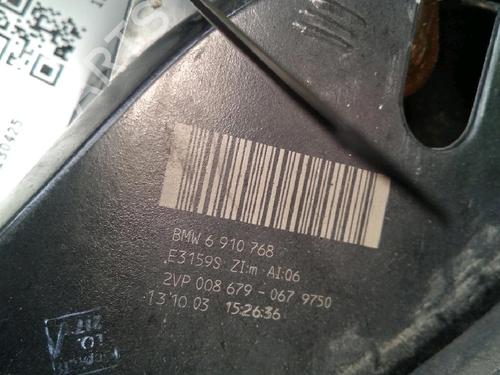 BMW 6 910 768
E3159S ZI:m AI:06
2VP 008 679 - 067 9750
13 10 03 15:26:36